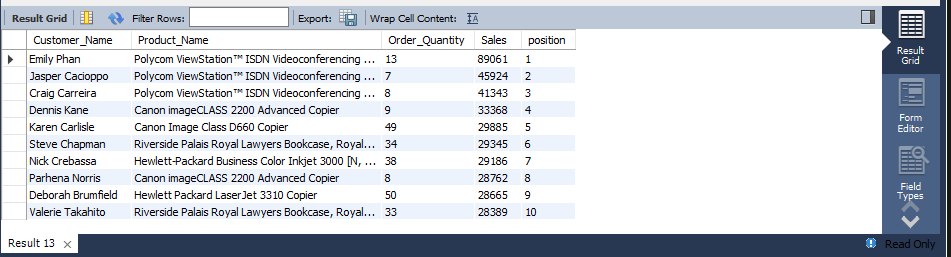 Result Grid Filter Rows: Export: Wrap Cell Content:
Customer_Name Product_Name Order_Quantity Sales position
Emily Phan Polycom ViewStation™ ISDN Videoconferencing ... 13 89061 1
Jasper Cacioppo Polycom ViewStation™ ISDN Videoconferencing ... 7 45924 2
Craig Carreira Polycom ViewStation™ ISDN Videoconferencing ... 8 41343 3
Dennis Kane Canon imageCLASS 2200 Advanced Copier 9 33368 4
Karen Carlisle Canon Image Class D660 Copier 49 29885 5
Steve Chapman Riverside Palais Royal Lawyers Bookcase, Royal... 34 29345 6
Nick Crebassa Hewlett-Packard Business Color Inkjet 3000 [N, ... 38 29186 7
Parhena Norris Canon imageCLASS 2200 Advanced Copier 8 28762 8
Deborah Brumfield Hewlett Packard LaserJet 3310 Copier 50 28665 9
Valerie Takahito Riverside Palais Royal Lawyers Bookcase, Royal... 33 28389 10
Result
Grid
Form
Editor
Field
Types
Result 13
Read Only